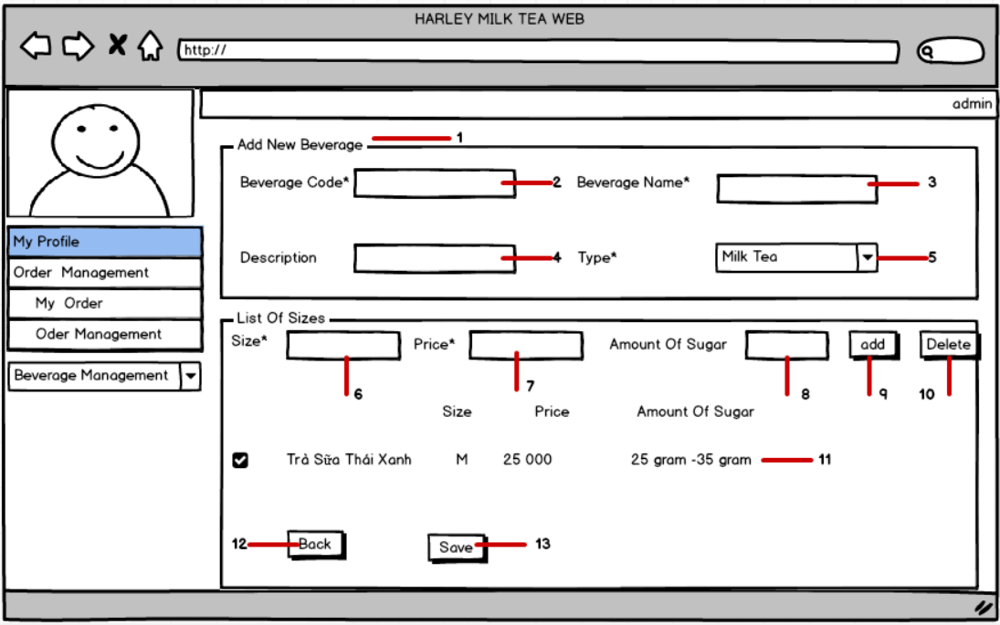 HARLEY MILK TEA WEB
http://
admin
Add New Beverage 1
Beverage Code* 2 Beverage Name* 3
My Profile
Description 4 Type* Milk Tea 5
Order Management
My Order
Oder Management
Beverage Management
List Of Sizes
Size* Price* Amount Of Sugar add Delete
6 7 8 9 10
Size Price Amount Of Sugar
Trà Sữa Thái Xanh M 25 000 25 gram -35 gram 11
12 Back Save 13